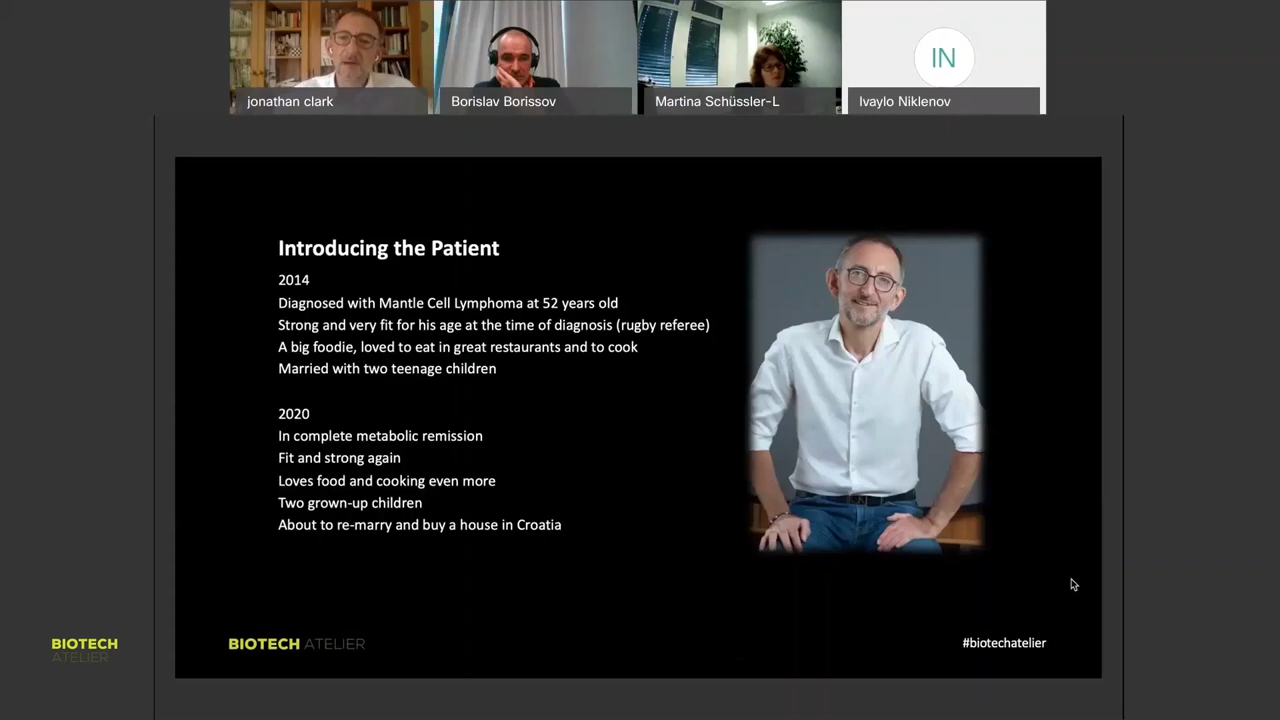 jonathan clark
Borislav Borissov
Martina Schüssler-L
IN
Ivaylo Niklenov
Introducing the Patient
2014
Diagnosed with Mantle Cell Lymphoma at 52 years old
Strong and very fit for his age at the time of diagnosis (rugby referee)
A big foodie, loved to eat in great restaurants and to cook
Married with two teenage children
2020
In complete metabolic remission
Fit and strong again
Loves food and cooking even more
Two grown-up children
About to re-marry and buy a house in Croatia
BIOTECH ATELIER
#biotechatelier
BIOTECH
ATELIER